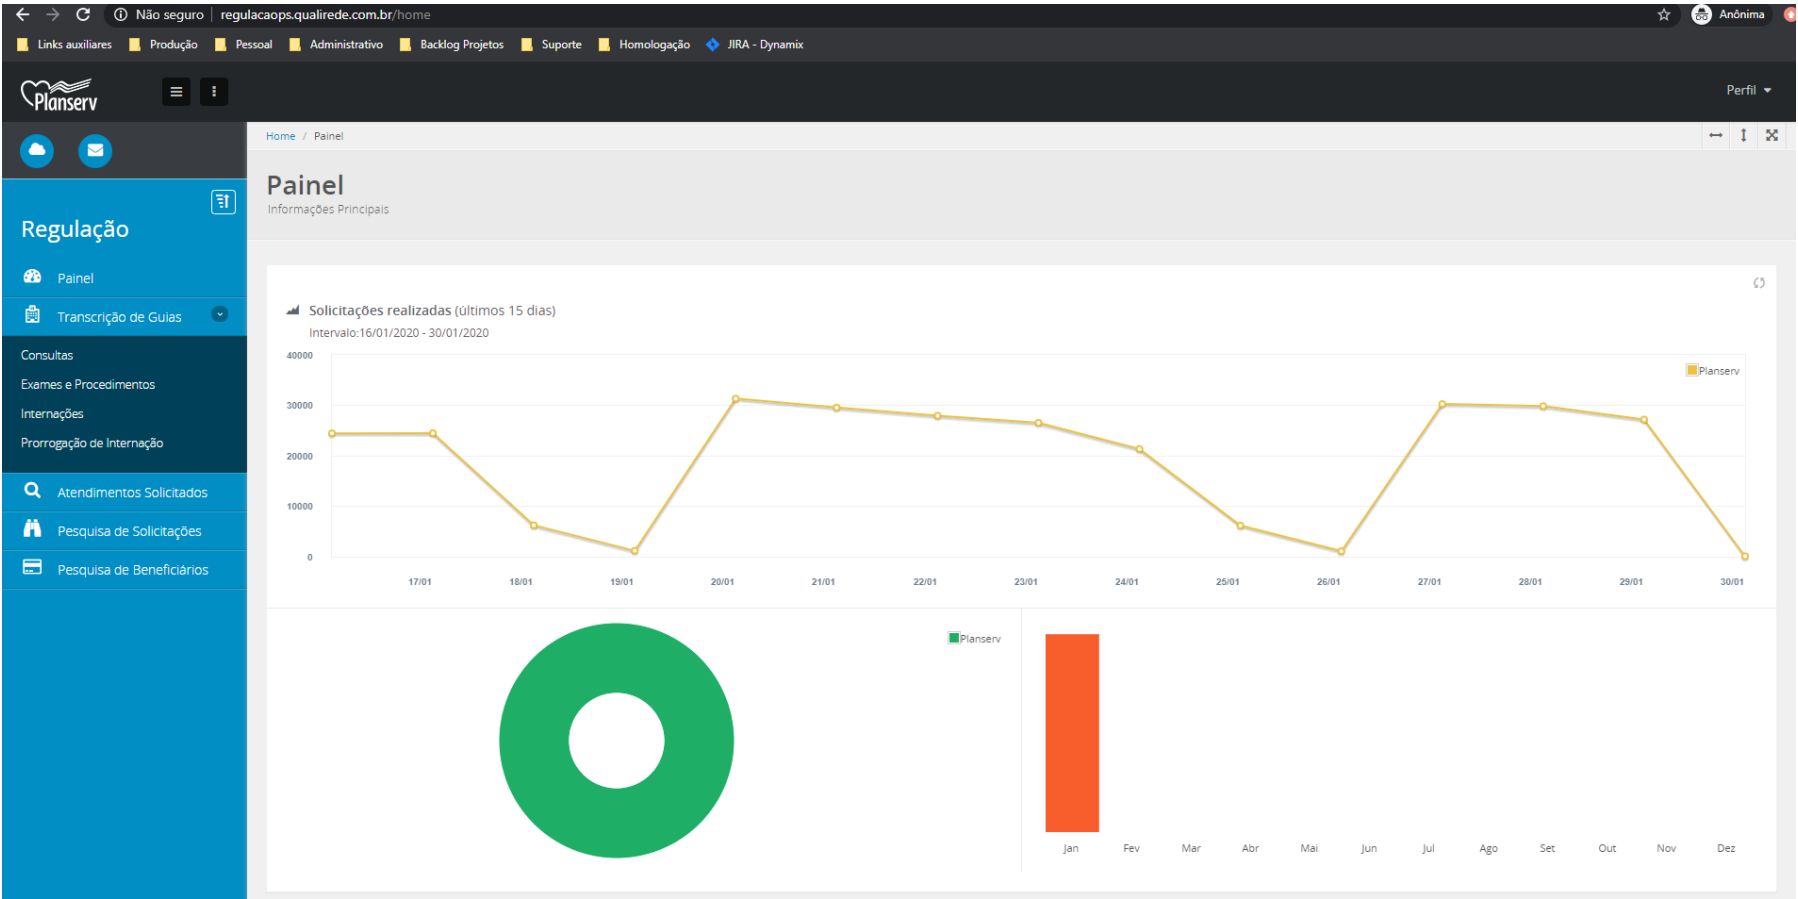 Não seguro | regulacaops.qualirede.com.br/home
Anônima
Links auxiliares Produção Pessoal Administrativo Backlog Projetos Suporte Homologação JIRA - Dynamix
Planserv
Perfil
Home / Painel
Painel
Informações Principais
Regulação
Painel
Transcrição de Guias
Consultas
Exames e Procedimentos
Internações
Prorrogação de Internação
Atendimentos Solicitados
Pesquisa de Solicitações
Pesquisa de Beneficiários
Solicitações realizadas (últimos 15 dias)
Intervalo:16/01/2020 - 30/01/2020
40000
30000
20000
10000
0
Planserv
17/01 18/01 19/01 20/01 21/01 22/01 23/01 24/01 25/01 26/01 27/01 28/01 29/01 30/01
Planserv
Jan Fev Mar Abr Mai Jun Jul Ago Set Out Nov Dez